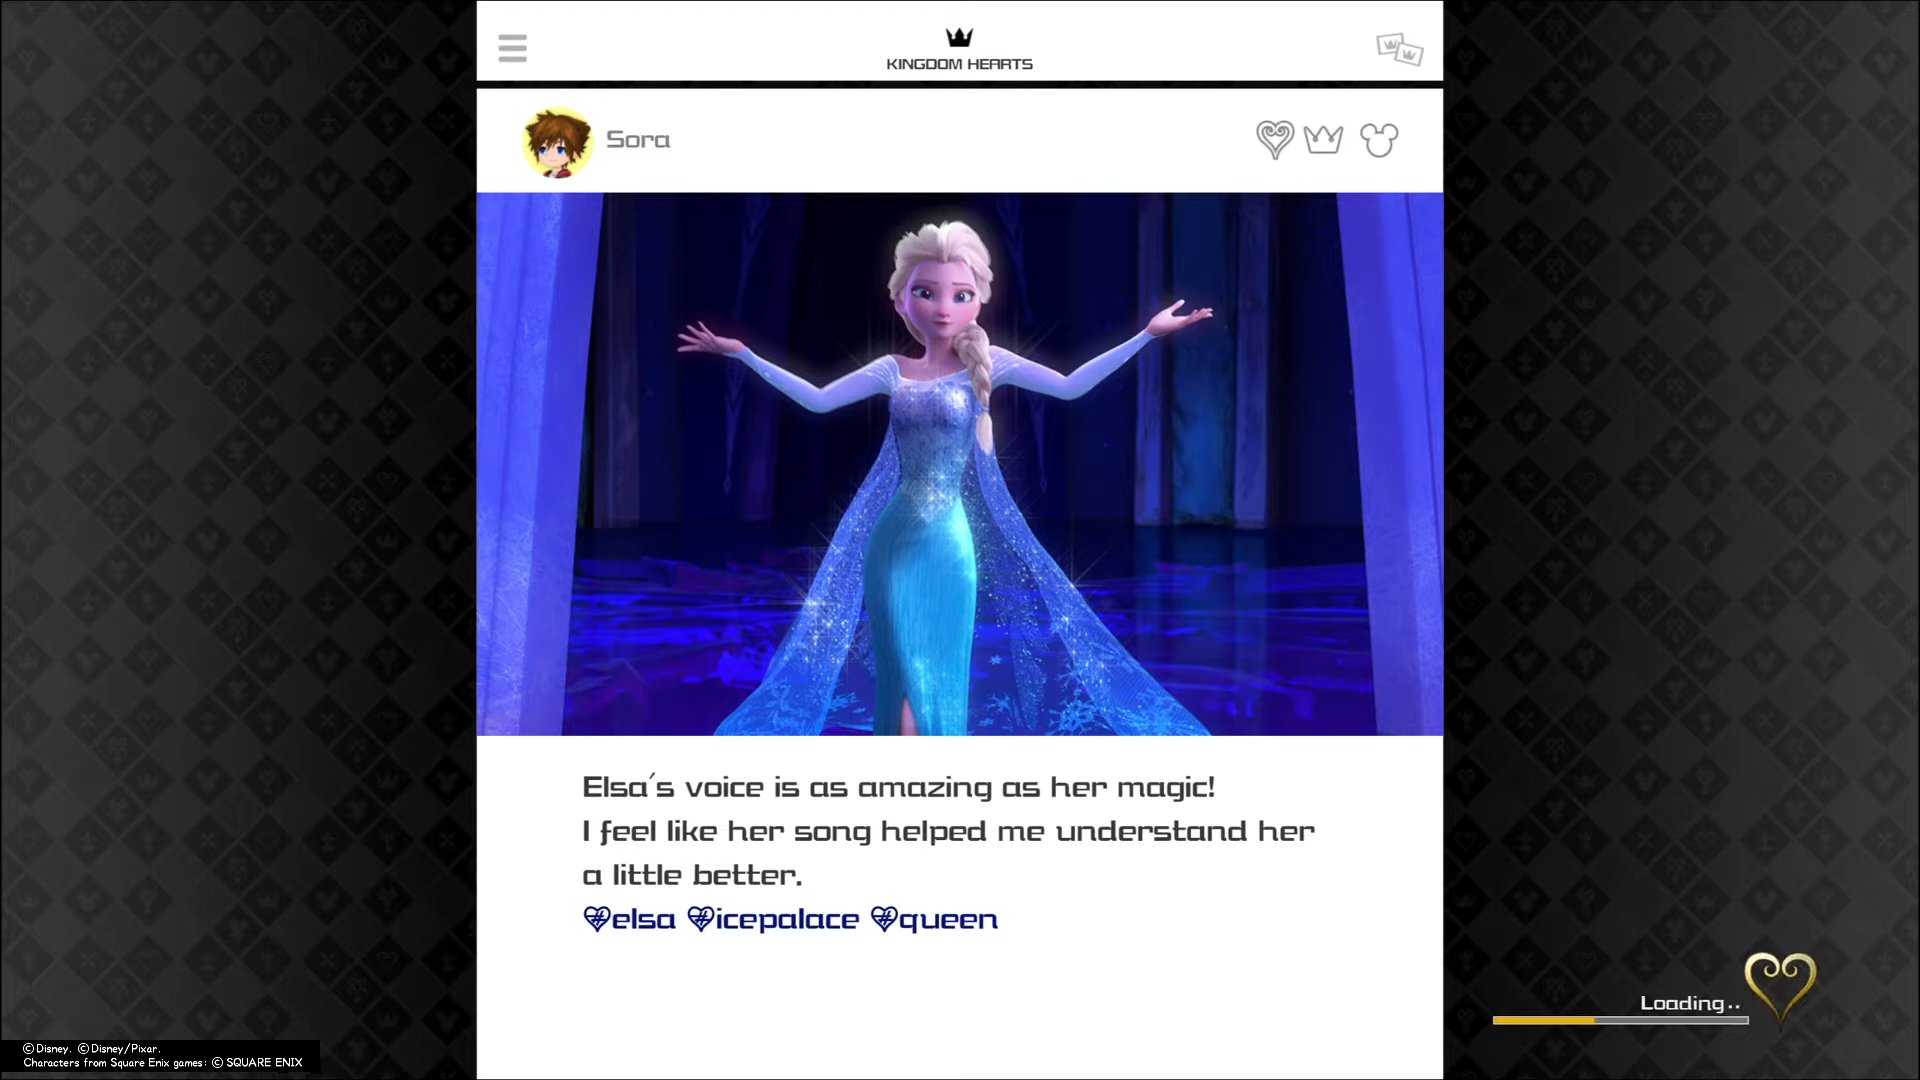 KINGDOM HEARTS
Sora
Elsa's voice is as amazing as her magic!
I feel like her song helped me understand her
a little better.
#elsa #icepalace #queen
Loading..
©Disney. ©Disney/Pixar.
Characters from Square Enix games: © SQUARE ENIX